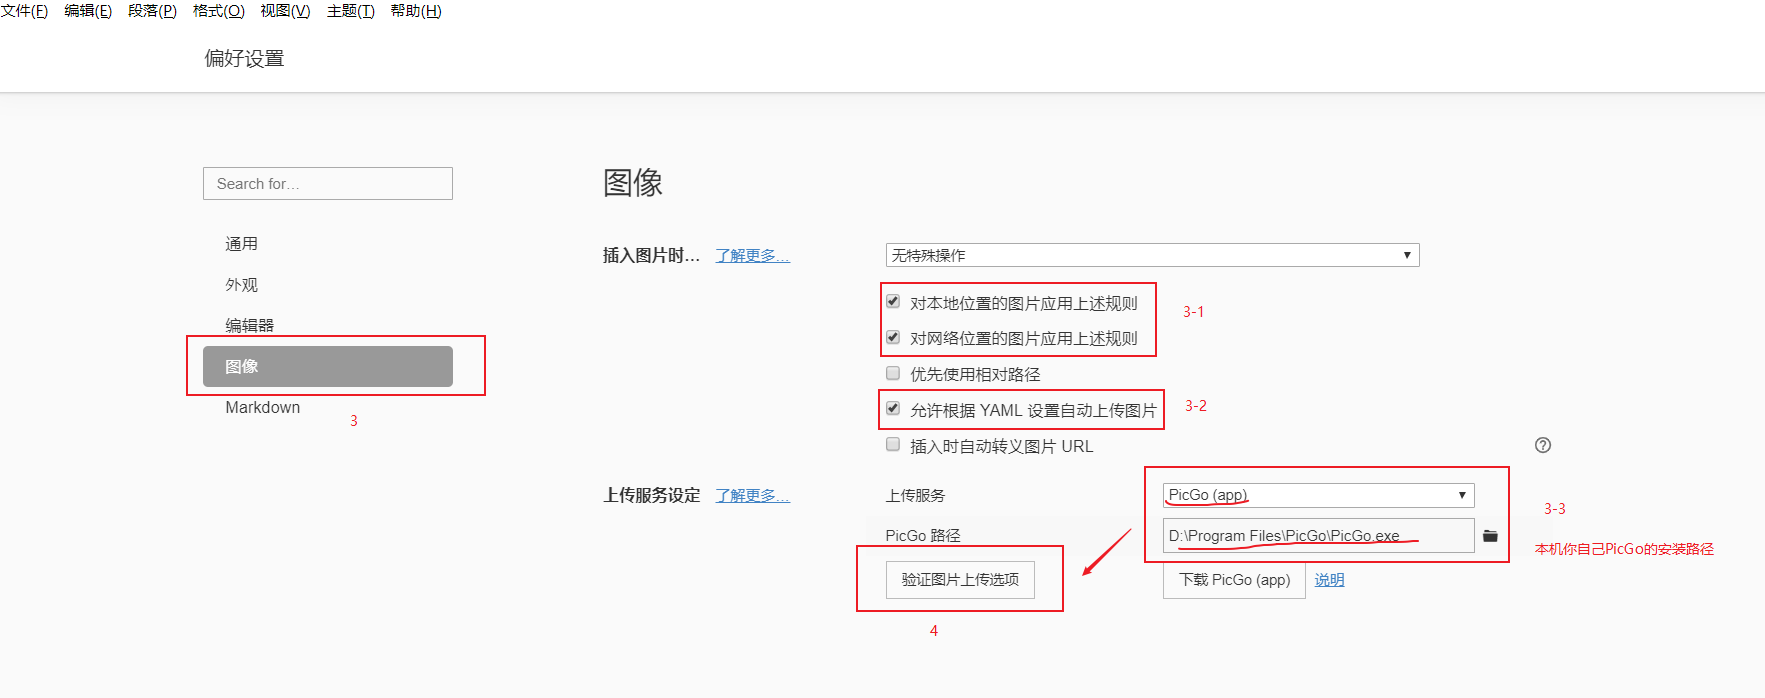 文件(F) 编辑(E) 段落(P) 格式(O) 视图(V) 主题(T) 帮助(H)
偏好设置
Search for...
通用
外观
编辑器
图像
Markdown
3
图像
插入图片时... 了解更多...
无特殊操作
对本地位置的图片应用上述规则
对网络位置的图片应用上述规则
3-1
优先使用相对路径
允许根据 YAML 设置自动上传图片
3-2
插入时自动转义图片 URL
上传服务设定 了解更多...
上传服务
PicGo (app)
3-3
PicGo 路径
D:\Program Files\PicGo\PicGo.exe
本机你自己PicGo的安装路径
验证图片上传选项
下载 PicGo (app) 说明
4